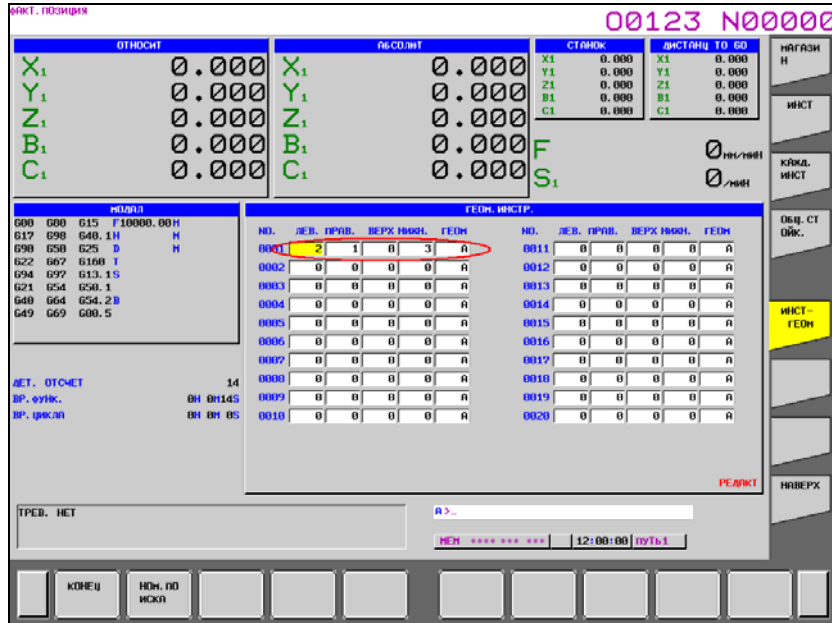 ФАКТ. ПОЗИЦИЯ
O0123 N00000
ОТНОСИТ
X1 0.000
Y1 0.000
Z1 0.000
B1 0.000
C1 0.000
АБСОЛЮТ
X1 0.000
Y1 0.000
Z1 0.000
B1 0.000
C1 0.000
СТАНОК
X1 0.000
Y1 0.000
Z1 0.000
B1 0.000
C1 0.000
ДИСТАНЦ TO GO
X1 0.000
Y1 0.000
Z1 0.000
B1 0.000
C1 0.000
F 0 ММ/МИН
S1 0 /МИН
МОДАЛ
G00 G80 G15 F10000.00 M
G17 G98 G40.1 H M
G90 G50 G25 D M
G22 G67 G160 T
G94 G97 G13.1 S
G21 G54 G50.1
G40 G64 G54.2 B
G49 G69 G80.5
ДЕТ. ОТСЧЕТ 14
ВР. ФУНК. 0H 0M14S
ВР. ЦИКЛА 0H 0M 0S
ГЕОМ. ИНСТР.
NO. ЛЕВ. ПРАВ. ВЕРХ НИЖН. ГЕОМ
0001 2 1 0 3 A
0002 0 0 0 0 A
0003 0 0 0 0 A
0004 0 0 0 0 A
0005 0 0 0 0 A
0006 0 0 0 0 A
0007 0 0 0 0 A
0008 0 0 0 0 A
0009 0 0 0 0 A
0010 0 0 0 0 A
NO. ЛЕВ. ПРАВ. ВЕРХ НИЖН. ГЕОМ
0011 0 0 0 0 A
0012 0 0 0 0 A
0013 0 0 0 0 A
0014 0 0 0 0 A
0015 0 0 0 0 A
0016 0 0 0 0 A
0017 0 0 0 0 A
0018 0 0 0 0 A
0019 0 0 0 0 A
0020 0 0 0 0 A
РЕДАКТ
ТРЕВ. НЕТ
A>_
MEM **** *** *** 12:00:00 ПУТЬ1
МАГАЗИ
Н
ИНСТ
КАЖД.
ИНСТ
ОБЩ. СТ
ОЙК.
ИНСТ-
ГЕОМ
НАВЕРХ
КОНЕЦ
НОМ. ПО
ИСКА